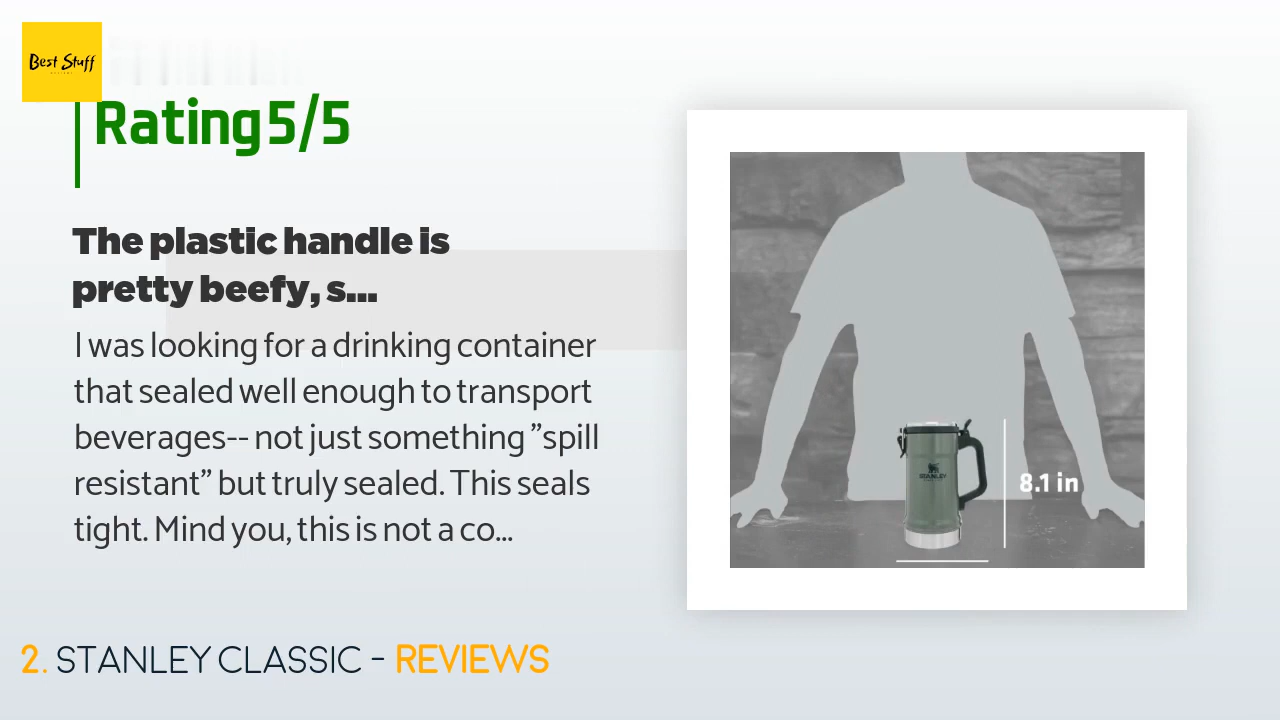 Best Stuff
Rating 5/5
The plastic handle is
pretty beefy, s...
I was looking for a drinking container
that sealed well enough to transport
beverages-- not just something ”spill
resistant” but truly sealed. This seals
tight. Mind you, this is not a co...
STANLEY
8.1 in
2. STANLEY CLASSIC - REVIEWS